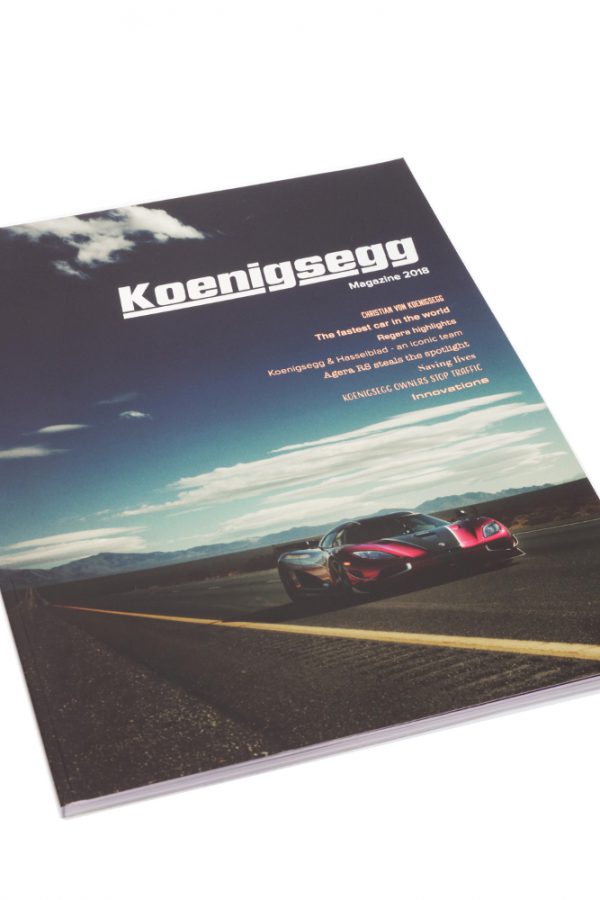 Koenigsegg
Magazine 2018
CHRISTIAN VON KOENIGSEGG
The fastest car in the world
Regera highlights
Koenigsegg & Hasselblad - an iconic team
Agera RS steals the spotlight
Saving lives
KOENIGSEGG OWNERS STOP TRAFFIC
Innovations